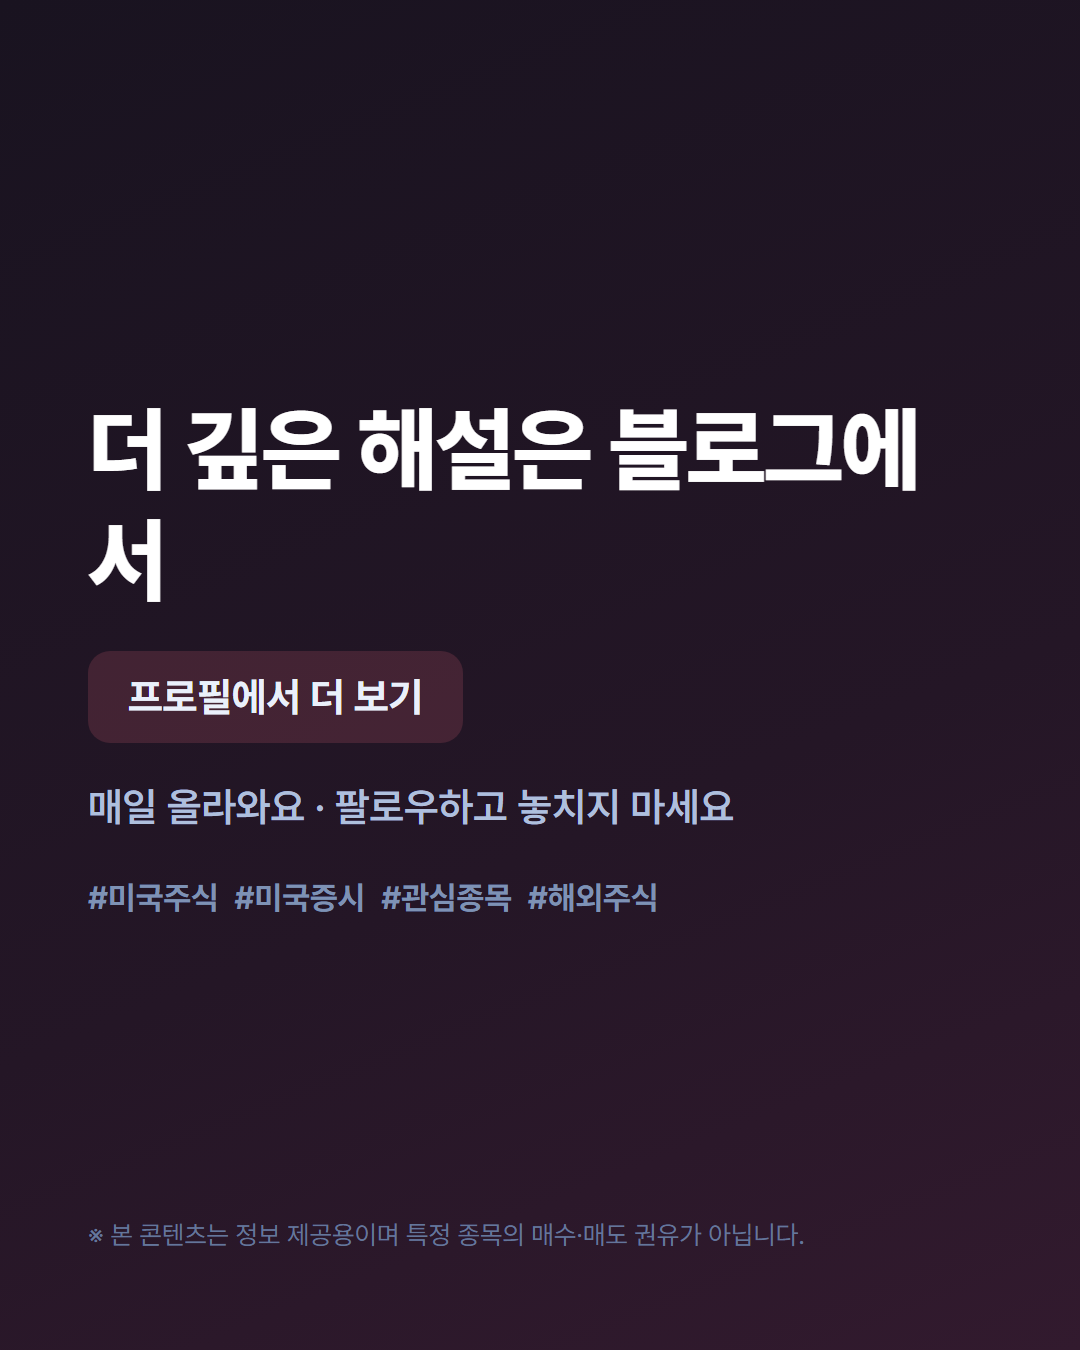 더 깊은 해설은 블로그에
서
프로필에서 더 보기
매일 올라와요 · 팔로우하고 놓치지 마세요
#미국주식 #미국증시 #관심종목 #해외주식
※ 본 콘텐츠는 정보 제공용이며 특정 종목의 매수·매도 권유가 아닙니다.